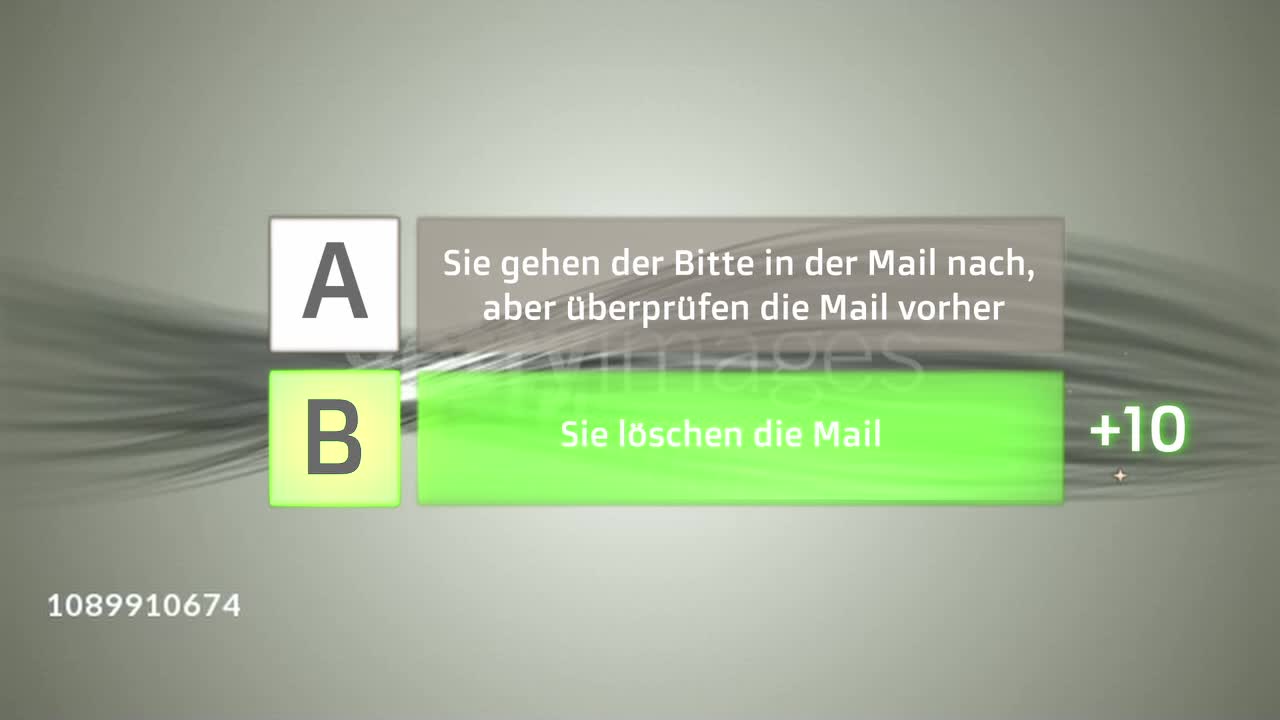 A
Sie gehen der Bitte in der Mail nach,
aber überprüfen die Mail vorher
gettyimages
B
Sie löschen die Mail
+10
1089910674